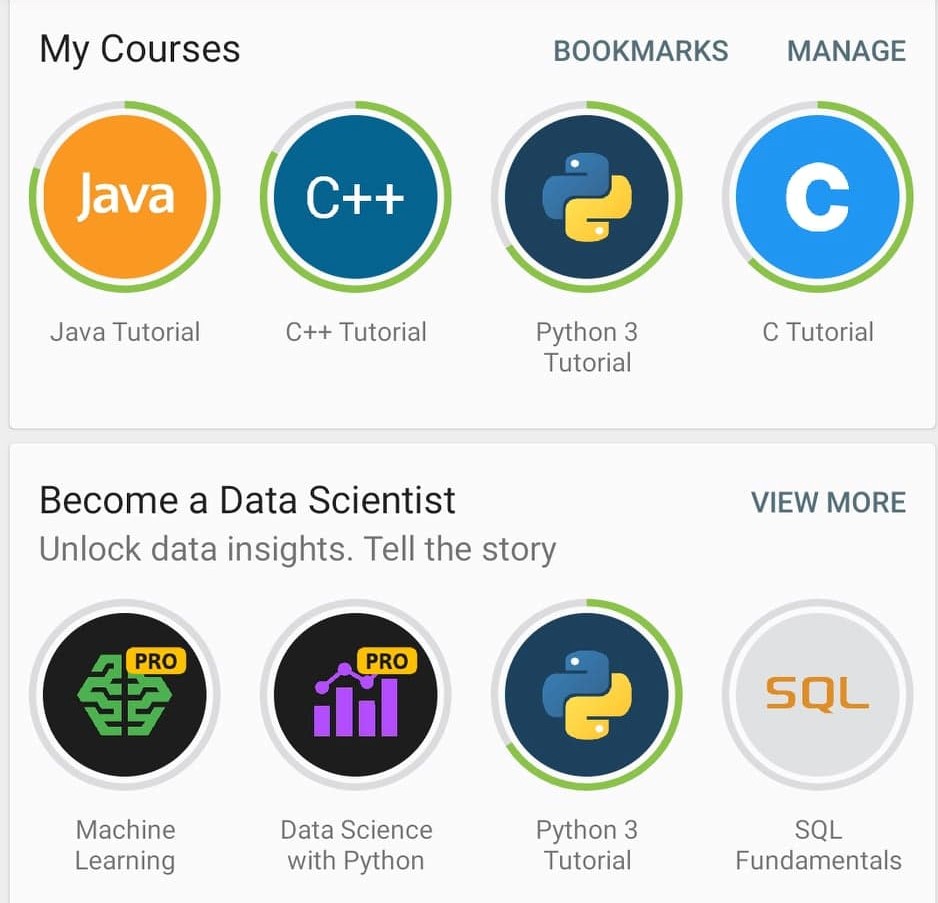 My Courses BOOKMARKS MANAGE
Java C++ C
Java Tutorial C++ Tutorial Python 3 Tutorial C Tutorial
Become a Data Scientist VIEW MORE
Unlock data insights. Tell the story
PRO PRO SQL
Machine Learning Data Science with Python Python 3 Tutorial SQL Fundamentals